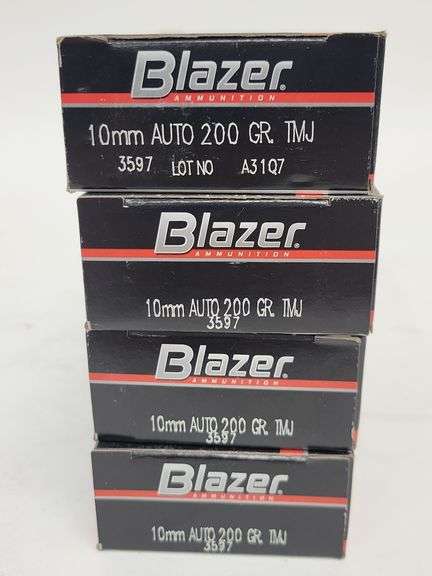 Blazer®
AMMUNITION
10mm AUTO 200 GR. TMJ
3597 LOT NO A31Q7
Blazer®
AMMUNITION
10mm AUTO 200 GR. TMJ
3597
Blazer®
AMMUNITION
10mm AUTO 200 GR. TMJ
3597
Blazer®
AMMUNITION
10mm AUTO 200 GR. TMJ
3597